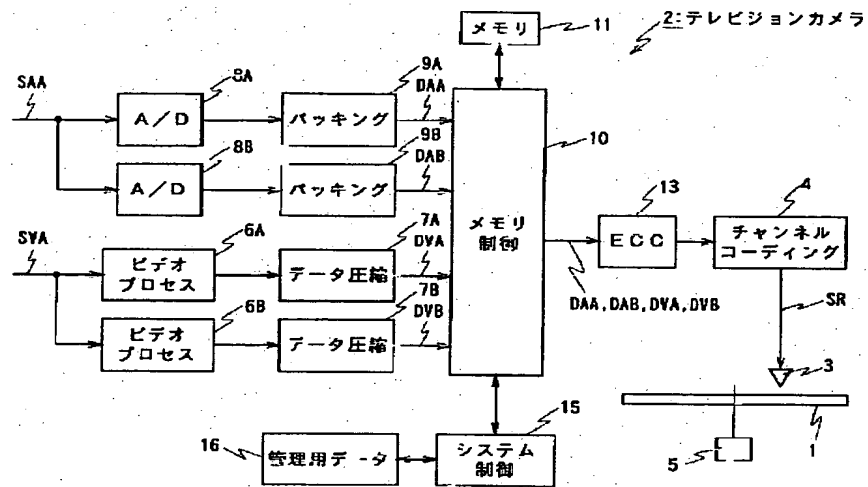 2:テレビジョンカメラ
メモリ
11
SAA
8A
A/D
9A
パッキング
DAA
8B
A/D
9B
パッキング
DAB
10
メモリ
制御
13
ECC
4
チャンネル
コーディング
SVA
6A
ビデオ
プロセス
7A
データ圧縮
DVA
6B
ビデオ
プロセス
7B
データ圧縮
DVB
DAA,DAB,DVA,DVB
SR
3
1
5
15
システム
制御
16
管理用データ